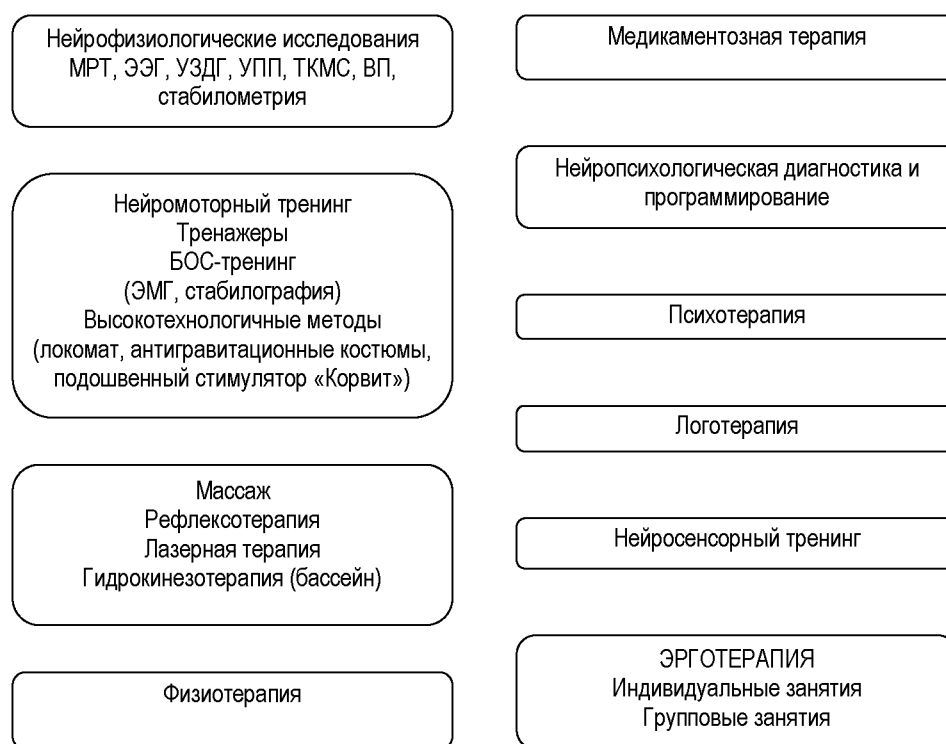 Нейрофизиологические исследования
МРТ, ЭЭГ, УЗДГ, УПП, ТКМС, ВП,
стабилометрия
Нейромоторный тренинг
Тренажеры
БОС-тренинг
(ЭМГ, стабилография)
Высокотехнологичные методы
(локомат, антигравитационные костюмы,
подошвенный стимулятор «Корвит»)
Массаж
Рефлексотерапия
Лазерная терапия
Гидрокинезотерапия (бассейн)
Физиотерапия
Медикаментозная терапия
Нейропсихологическая диагностика и
программирование
Психотерапия
Логотерапия
Нейросенсорный тренинг
ЭРГОТЕРАПИЯ
Индивидуальные занятия
Групповые занятия